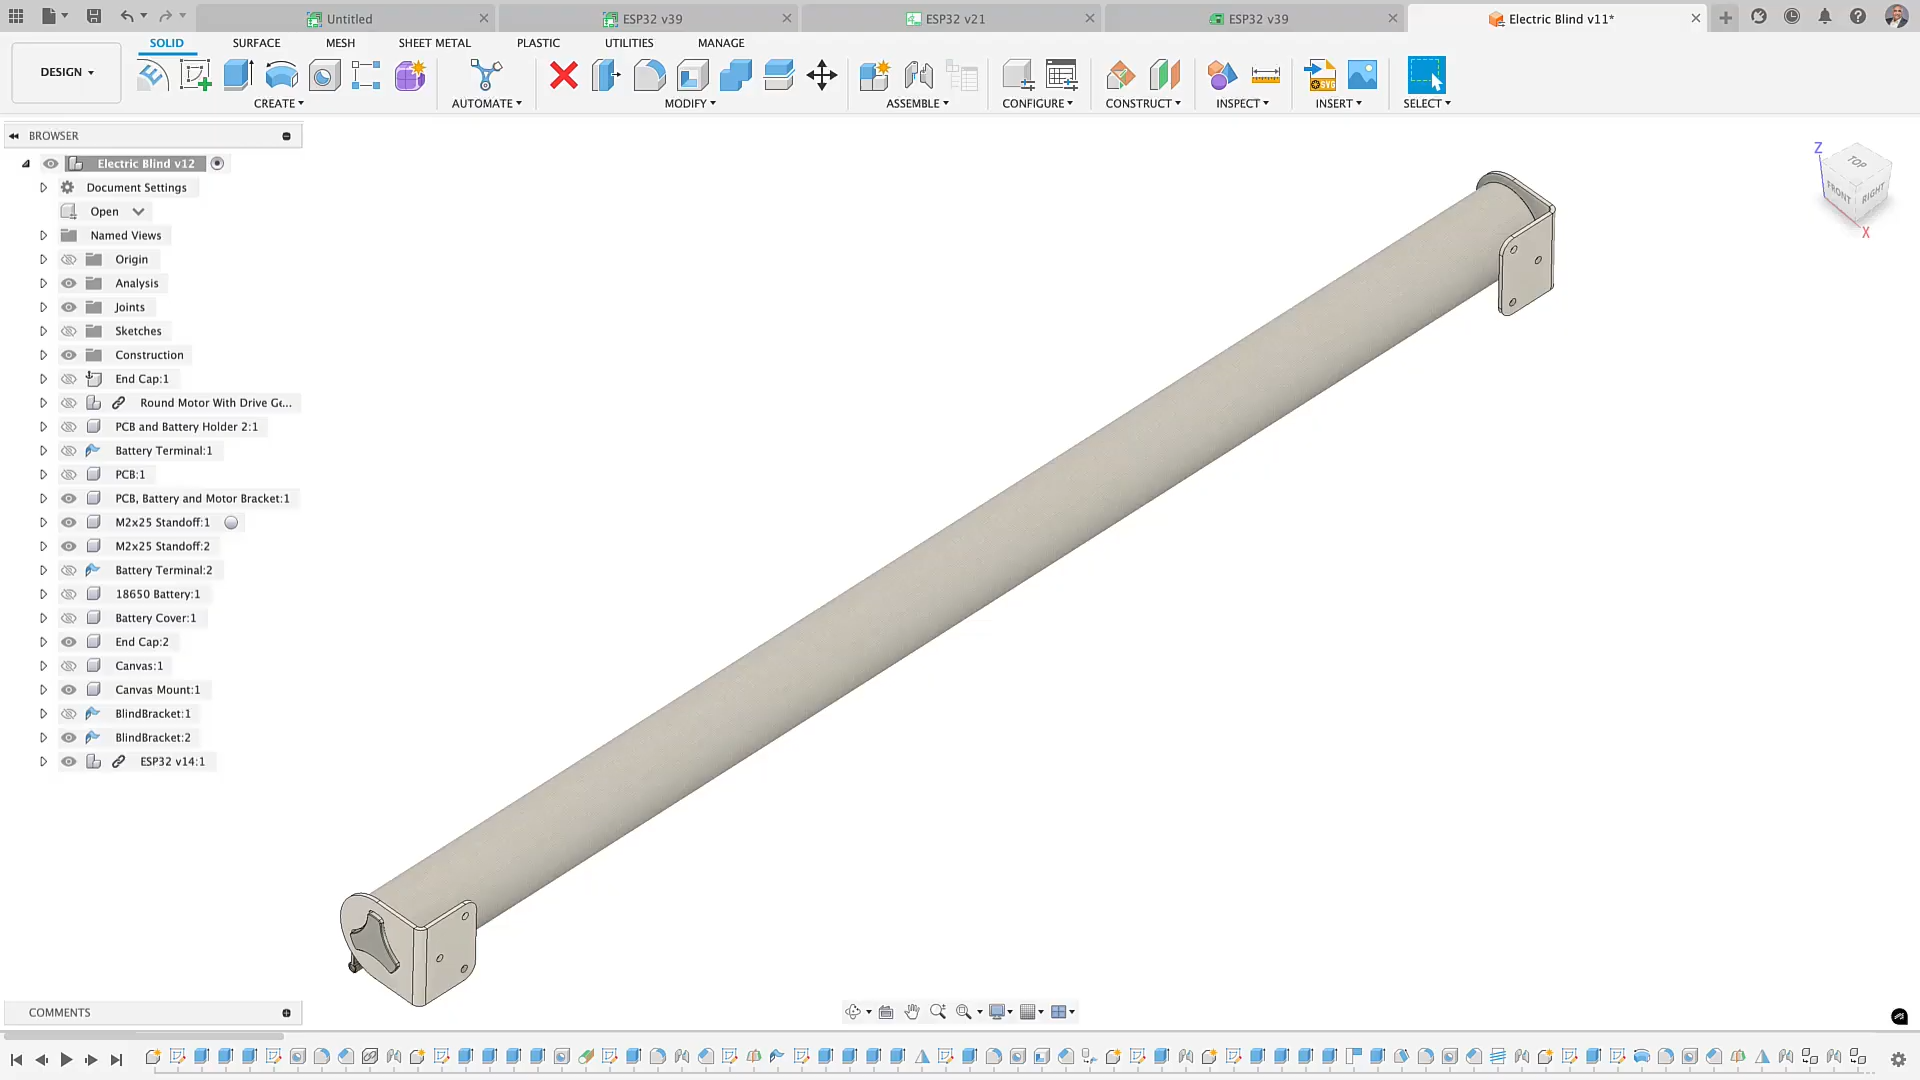 Untitled
ESP32 v39
ESP32 v21
ESP32 v39
Electric Blind v11*
DESIGN
SOLID
SURFACE
MESH
SHEET METAL
PLASTIC
UTILITIES
MANAGE
CREATE
AUTOMATE
MODIFY
ASSEMBLE
CONFIGURE
CONSTRUCT
INSPECT
INSERT
SELECT
SVG
BROWSER
Electric Blind v12
Document Settings
Open
Named Views
Origin
Analysis
Joints
Sketches
Construction
End Cap:1
Round Motor With Drive Ge...
PCB and Battery Holder 2:1
Battery Terminal:1
PCB:1
PCB, Battery and Motor Bracket:1
M2x25 Standoff:1
M2x25 Standoff:2
Battery Terminal:2
18650 Battery:1
Battery Cover:1
End Cap:2
Canvas:1
Canvas Mount:1
BlindBracket:1
BlindBracket:2
ESP32 v14:1
Z
TOP
FRONT
RIGHT
X
COMMENTS